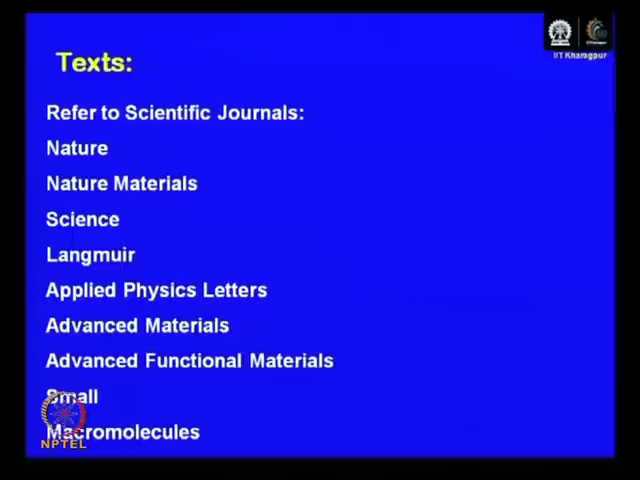 IIT Kharagpur
Texts:
Refer to Scientific Journals:
Nature
Nature Materials
Science
Langmuir
Applied Physics Letters
Advanced Materials
Advanced Functional Materials
Small
Macromolecules
NPTEL